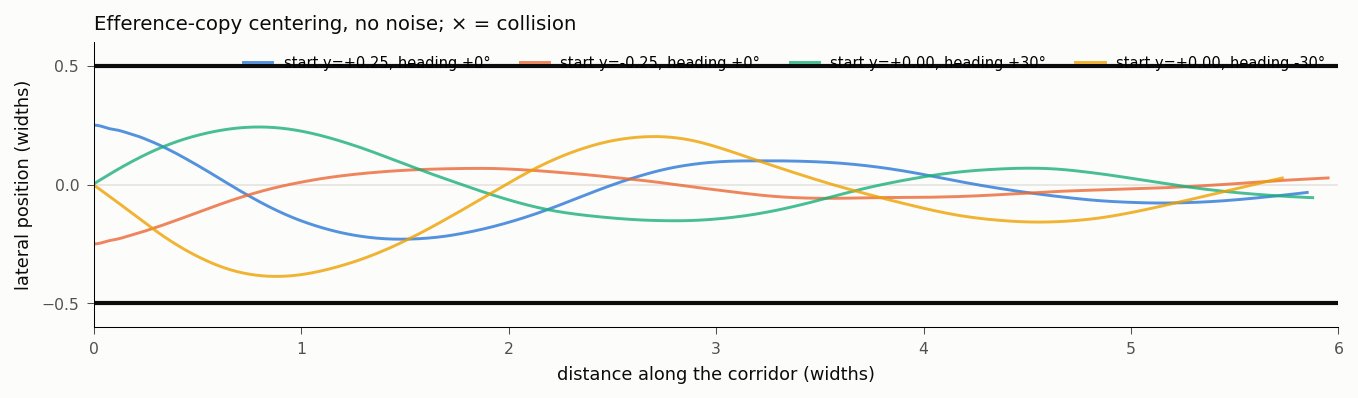 Efference-copy centering, no noise; × = collision
start y=+0.25, heading +0° start y=-0.25, heading +0° start y=+0.00, heading +30° start y=+0.00, heading -30°
lateral position (widths)
0.5
0.0
−0.5
0 1 2 3 4 5 6
distance along the corridor (widths)